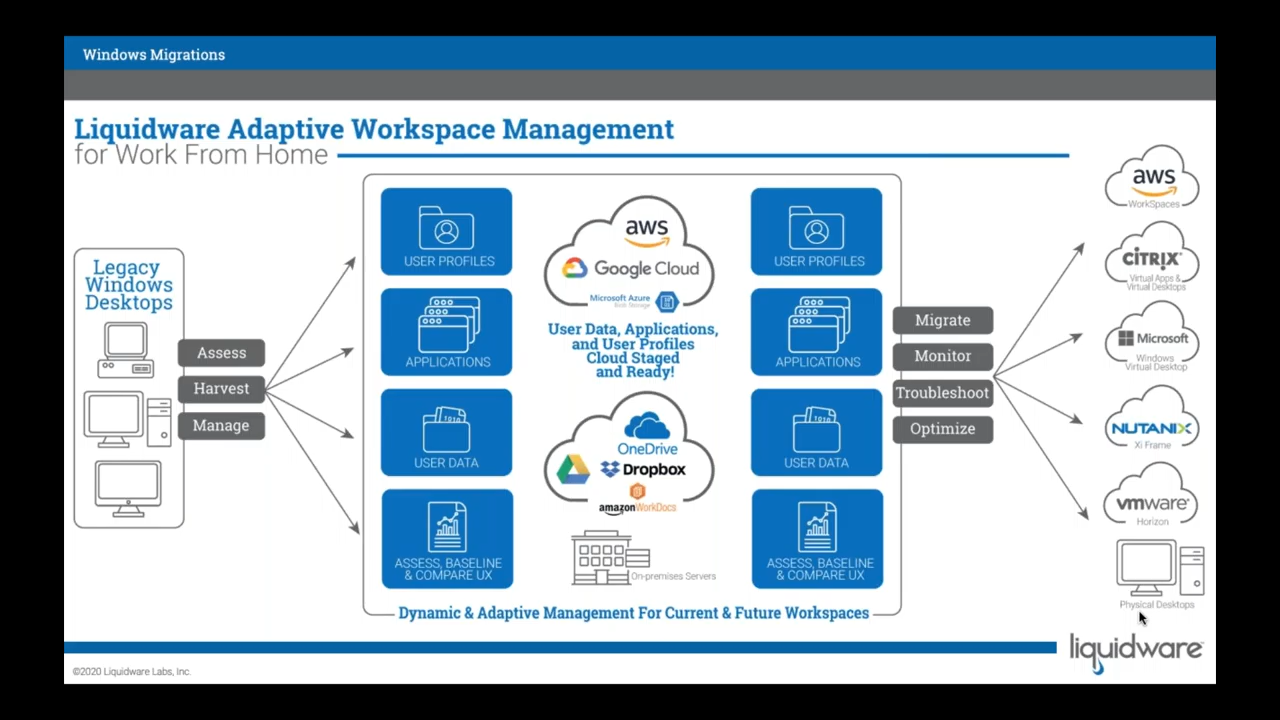 Windows Migrations
Liquidware Adaptive Workspace Management
for Work From Home
Legacy
Windows
Desktops
Assess
Harvest
Manage
USER PROFILES
APPLICATIONS
USER DATA
ASSESS, BASELINE
& COMPARE UX
aws
Google Cloud
Microsoft Azure
User Data, Applications,
and User Profiles
Cloud Staged
and Ready!
OneDrive
Dropbox
amazonWorkDocs
On-premises Servers
USER PROFILES
APPLICATIONS
USER DATA
ASSESS, BASELINE
& COMPARE UX
Dynamic & Adaptive Management For Current & Future Workspaces
Migrate
Monitor
Troubleshoot
Optimize
aws
WorkSpaces
CİTRIX
Virtual Apps &
Virtual Desktops
Microsoft
Windows
Virtual Desktop
NUTANIX
Xi Frame
vmware
Horizon
Physical Desktops
liquidware
©2020 Liquidware Labs, Inc.